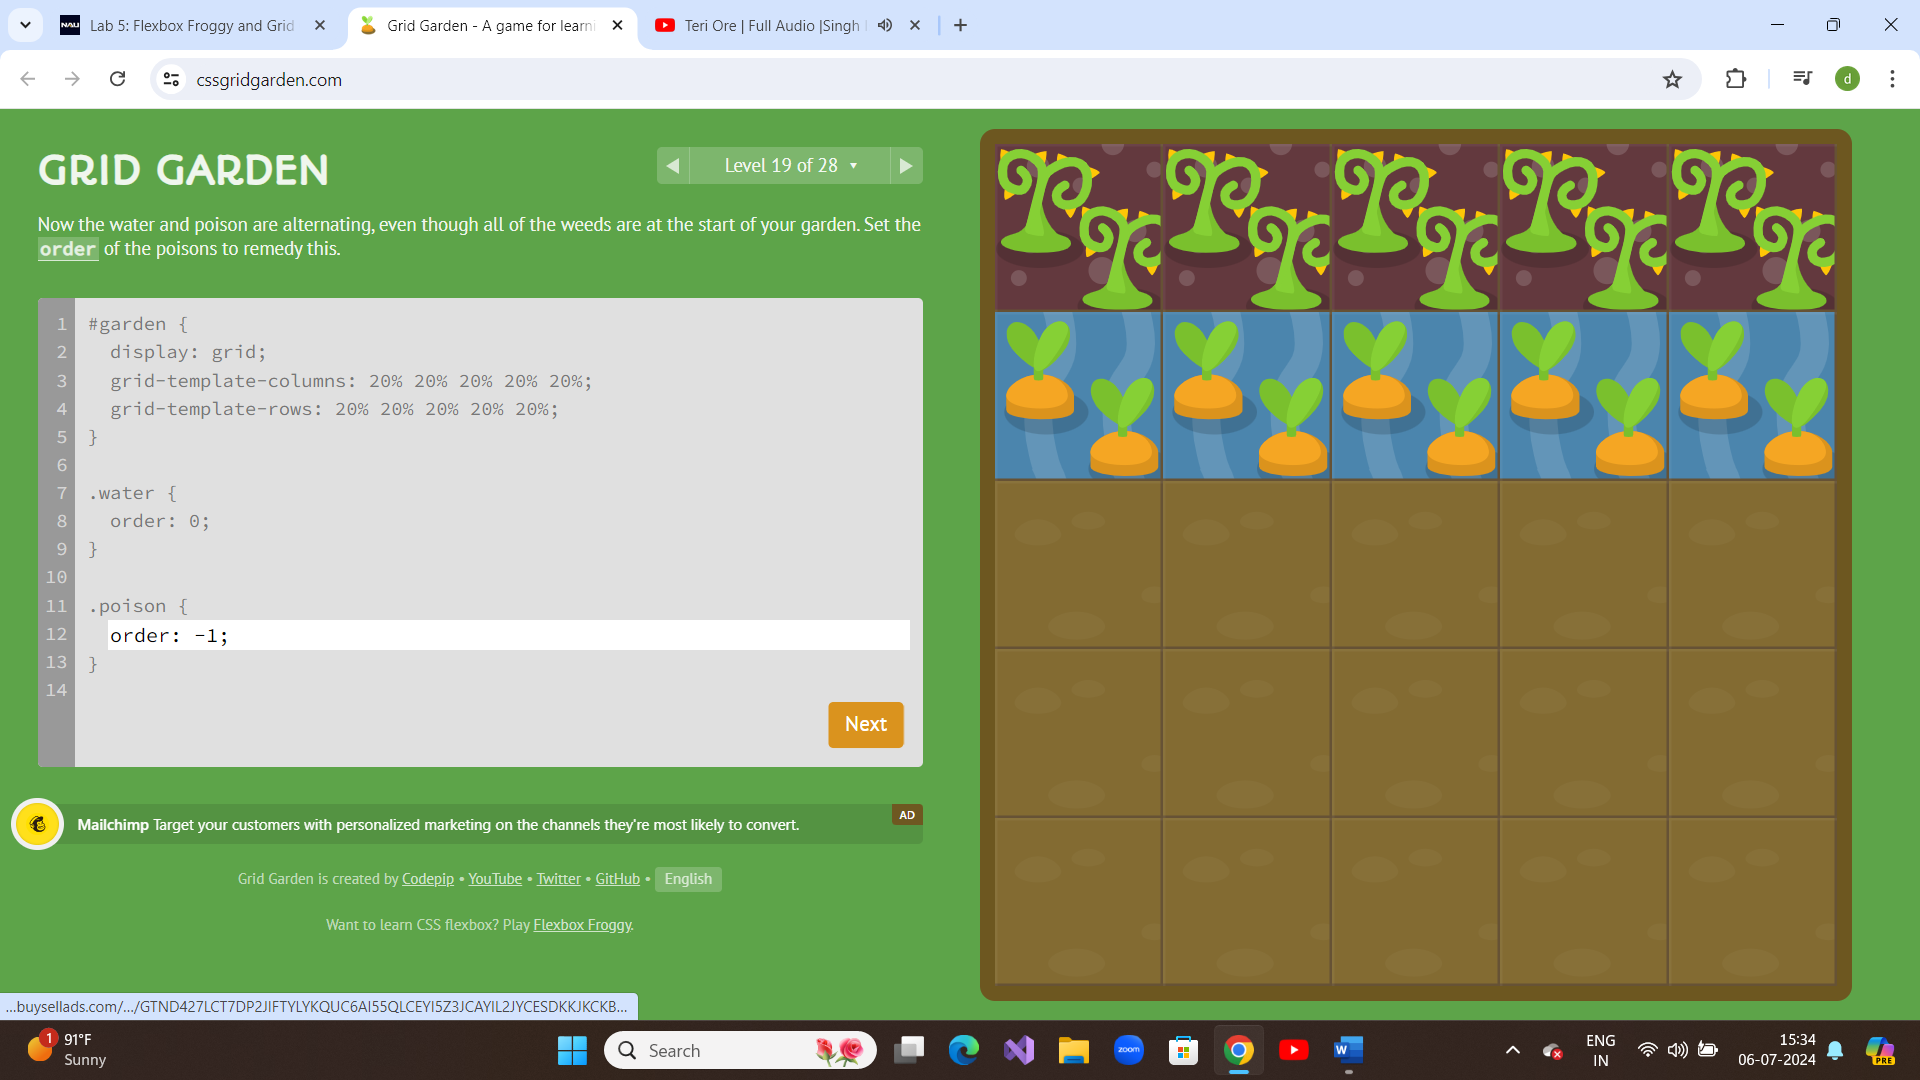 Lab 5: Flexbox Froggy and Grid
Grid Garden - A game for learni
Teri Ore | Full Audio |Singh
cssgridgarden.com
d
GRID GARDEN
Level 19 of 28
Now the water and poison are alternating, even though all of the weeds are at the start of your garden. Set the
order of the poisons to remedy this.
1 #garden {
2 display: grid;
3 grid-template-columns: 20% 20% 20% 20% 20%;
4 grid-template-rows: 20% 20% 20% 20% 20%;
5 }
6
7 .water {
8 order: 0;
9 }
10
11 .poison {
12 order: -1;
13 }
14
Next
Mailchimp Target your customers with personalized marketing on the channels they're most likely to convert.
AD
Grid Garden is created by Codepip • YouTube • Twitter • GitHub • English
Want to learn CSS flexbox? Play Flexbox Froggy.
...buysellads.com/.../GTND427LCT7DP2JIFTYLYKQUC6AI55QLCEYI5Z3JCAYIL2JYCESDKKJKCKB...
1
91°F
Sunny
Search
zoom
W
ENG
IN
15:34
06-07-2024
PRE